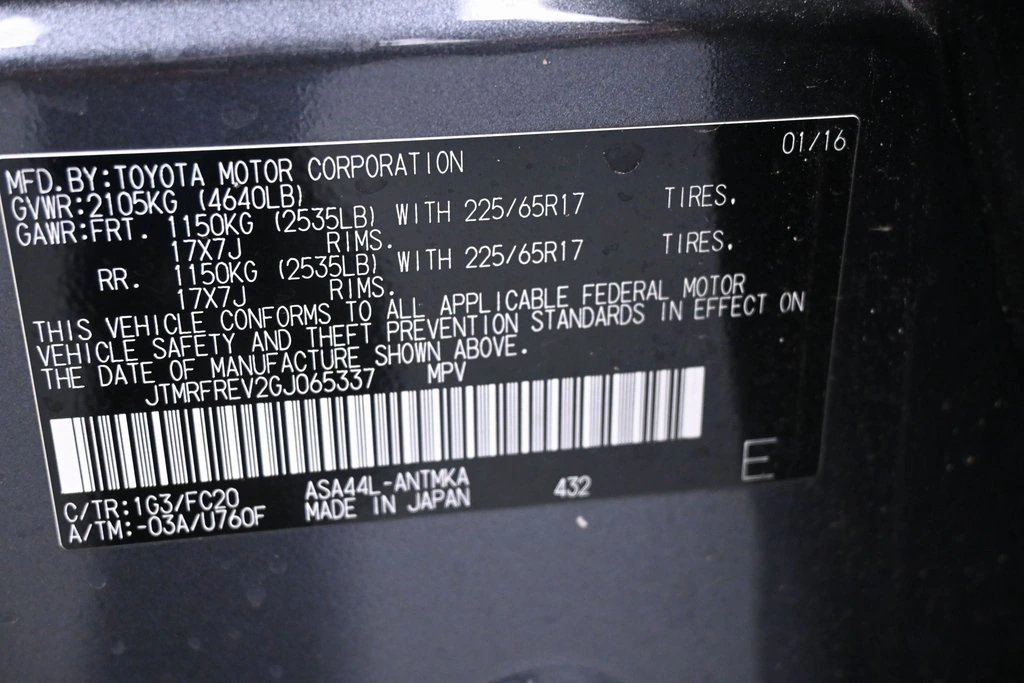 01/16
MFD.BY:TOYOTA MOTOR CORPORATION
GVWR:2105KG (4640LB)
GAWR:FRT. 1150KG (2535LB) WITH 225/65R17 TIRES.
17X7J RIMS.
RR. 1150KG (2535LB) WITH 225/65R17 TIRES.
17X7J RIMS.
THIS VEHICLE CONFORMS TO ALL APPLICABLE FEDERAL MOTOR
VEHICLE SAFETY AND THEFT PREVENTION STANDARDS IN EFFECT ON
THE DATE OF MANUFACTURE SHOWN ABOVE.
JTMRFREV2GJ065337 MPV
C/TR:1G3/FC20 ASA44L-ANTMKA 432 E
A/TM:-03A/U760F MADE IN JAPAN